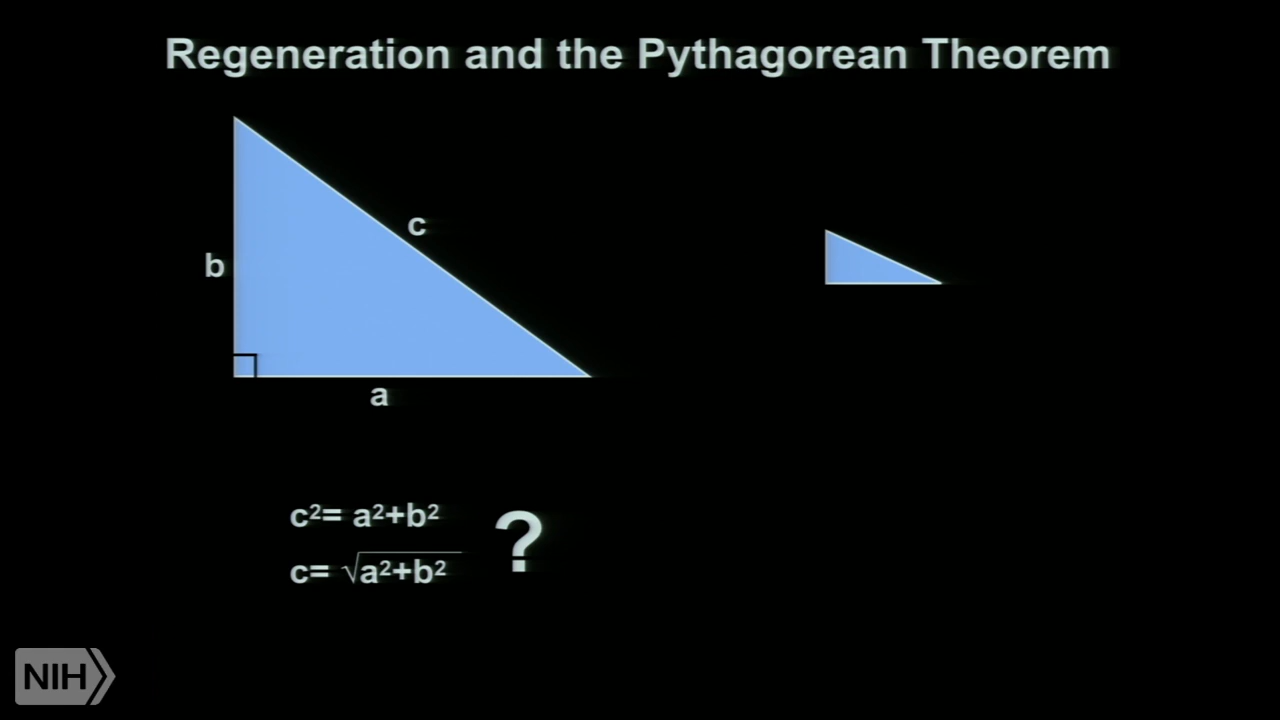 Regeneration and the Pythagorean Theorem
c
b
a
c²= a²+b²
?
c= √a²+b²
NIH